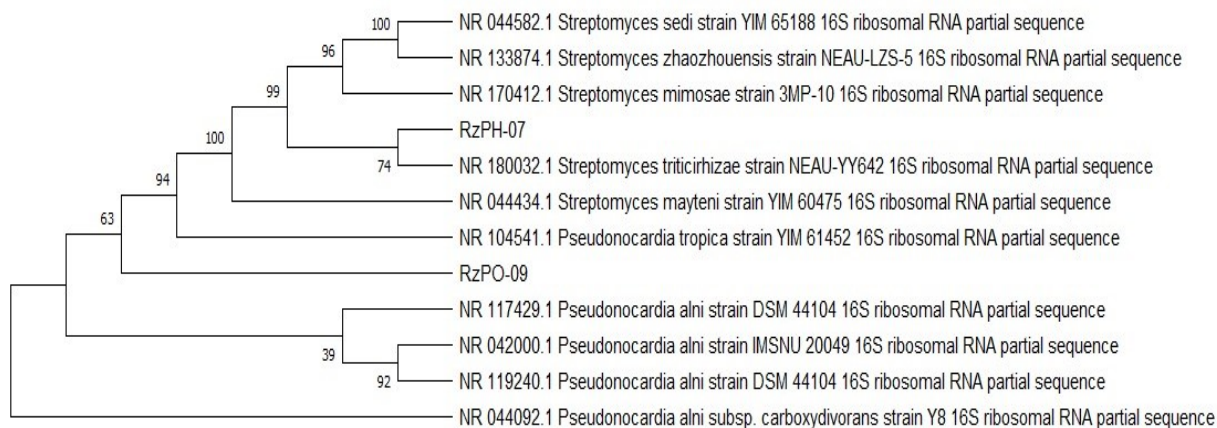 100
NR 044582.1 Streptomyces sedi strain YIM 65188 16S ribosomal RNA partial sequence
96
NR 133874.1 Streptomyces zhaozhouensis strain NEAU-LZS-5 16S ribosomal RNA partial sequence
99
NR 170412.1 Streptomyces mimosae strain 3MP-10 16S ribosomal RNA partial sequence
100
RzPH-07
74
NR 180032.1 Streptomyces triticirhizae strain NEAU-YY642 16S ribosomal RNA partial sequence
94
NR 044434.1 Streptomyces mayteni strain YIM 60475 16S ribosomal RNA partial sequence
63
NR 104541.1 Pseudonocardia tropica strain YIM 61452 16S ribosomal RNA partial sequence
RzPO-09
NR 117429.1 Pseudonocardia alni strain DSM 44104 16S ribosomal RNA partial sequence
39
NR 042000.1 Pseudonocardia alni strain IMSNU 20049 16S ribosomal RNA partial sequence
92
NR 119240.1 Pseudonocardia alni strain DSM 44104 16S ribosomal RNA partial sequence
NR 044092.1 Pseudonocardia alni subsp. carboxydivorans strain Y8 16S ribosomal RNA partial sequence